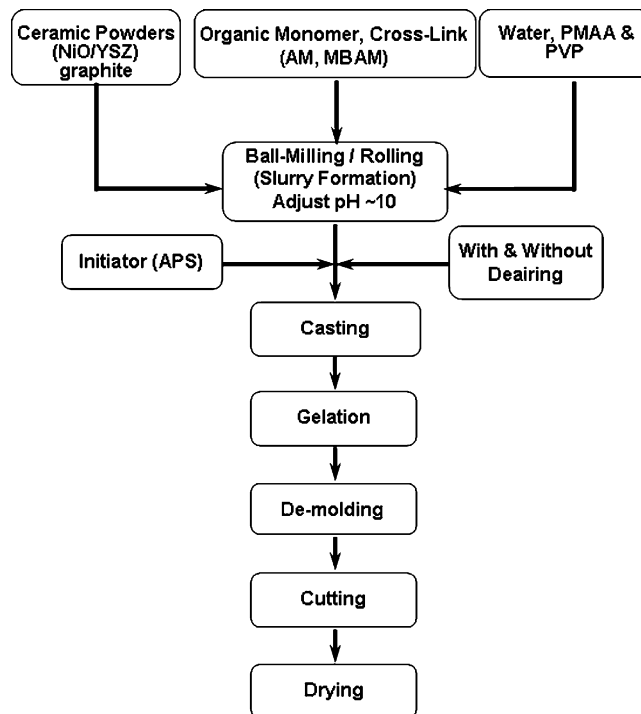 Ceramic Powders
(NiO/YSZ)
graphite
Organic Monomer, Cross-Link
(AM, MBAM)
Water, PMAA &
PVP
Ball-Milling / Rolling
(Slurry Formation)
Adjust pH ~10
Initiator (APS)
With & Without
Deairing
Casting
Gelation
De-molding
Cutting
Drying